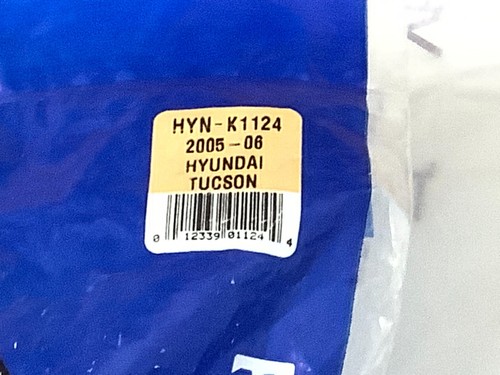 HYN-K1124
2005-06
HYUNDAI
TUCSON
0 12339 01124 4